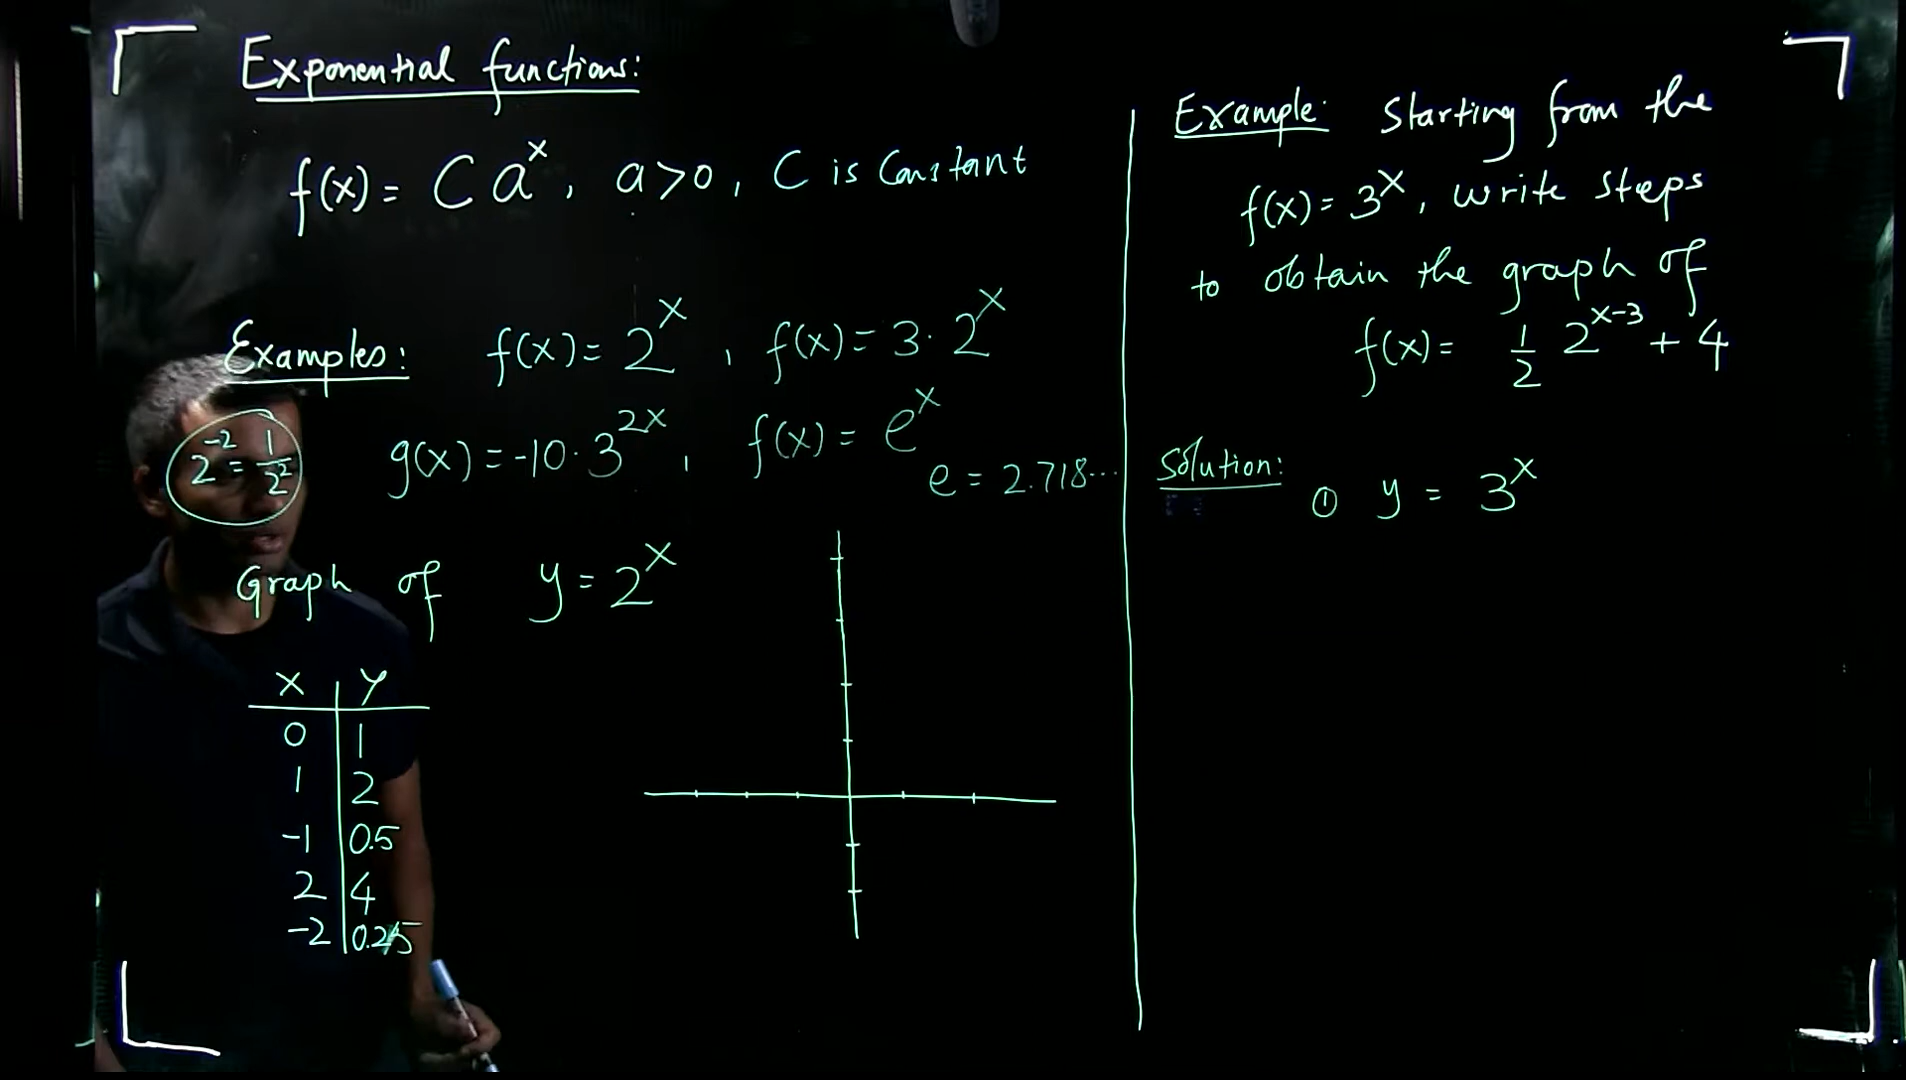 Exponential functions:
f(x) = C a^x, a>0, C is Constant
Examples: f(x) = 2^x, f(x) = 3·2^x
g(x) = -10·3^{2x}, f(x) = e^x
e = 2.718...
2^{-2} = 1/2^2
Graph of y = 2^x
x | y
0 | 1
1 | 2
-1 | 0.5
2 | 4
-2 | 0.25
Example: Starting from the
f(x) = 3^x, write steps
to obtain the graph of
f(x) = 1/2 2^{x-3} + 4
Solution: ① y = 3^x